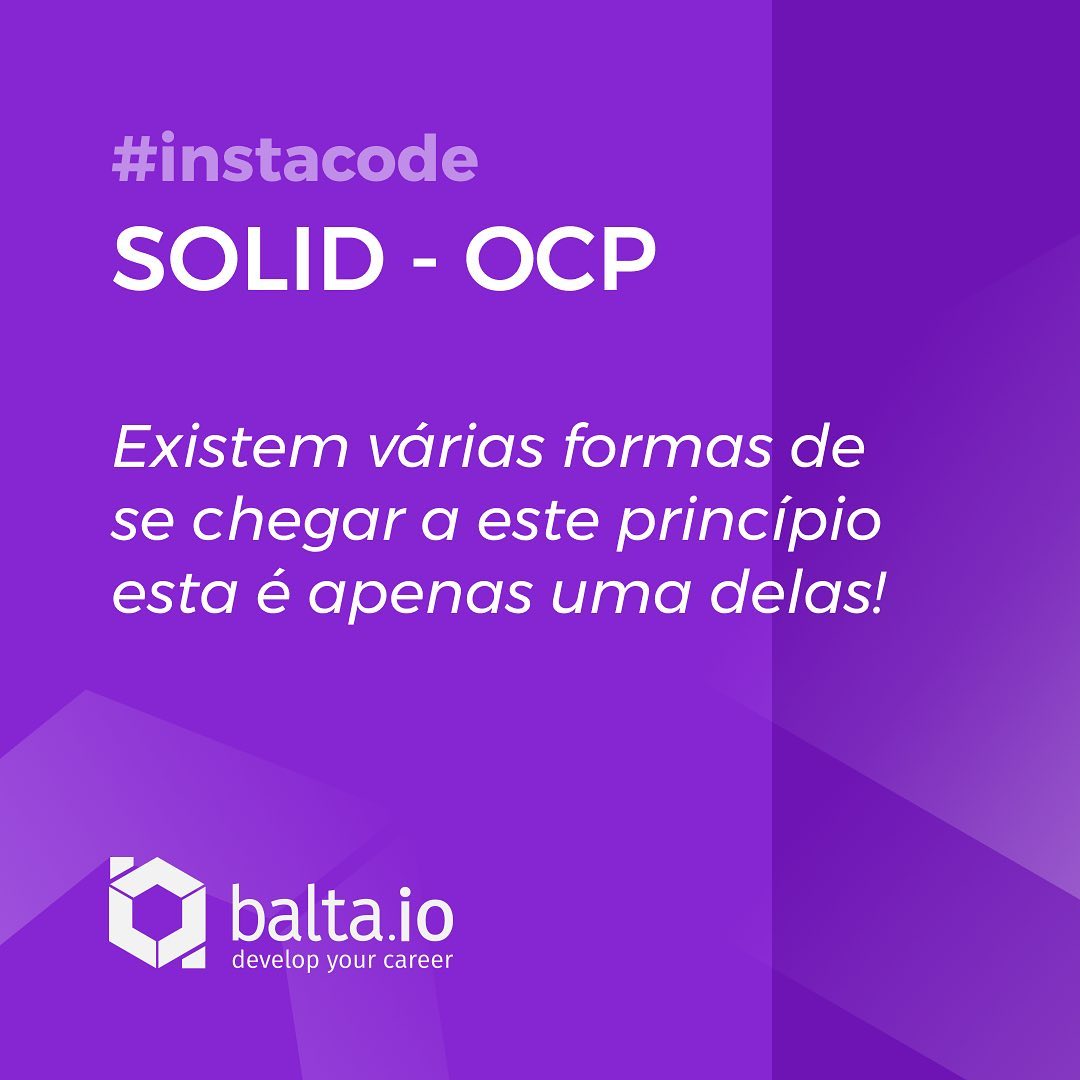 #instacode
SOLID - OCP
Existem várias formas de
se chegar a este princípio
esta é apenas uma delas!
balta.io
develop your career